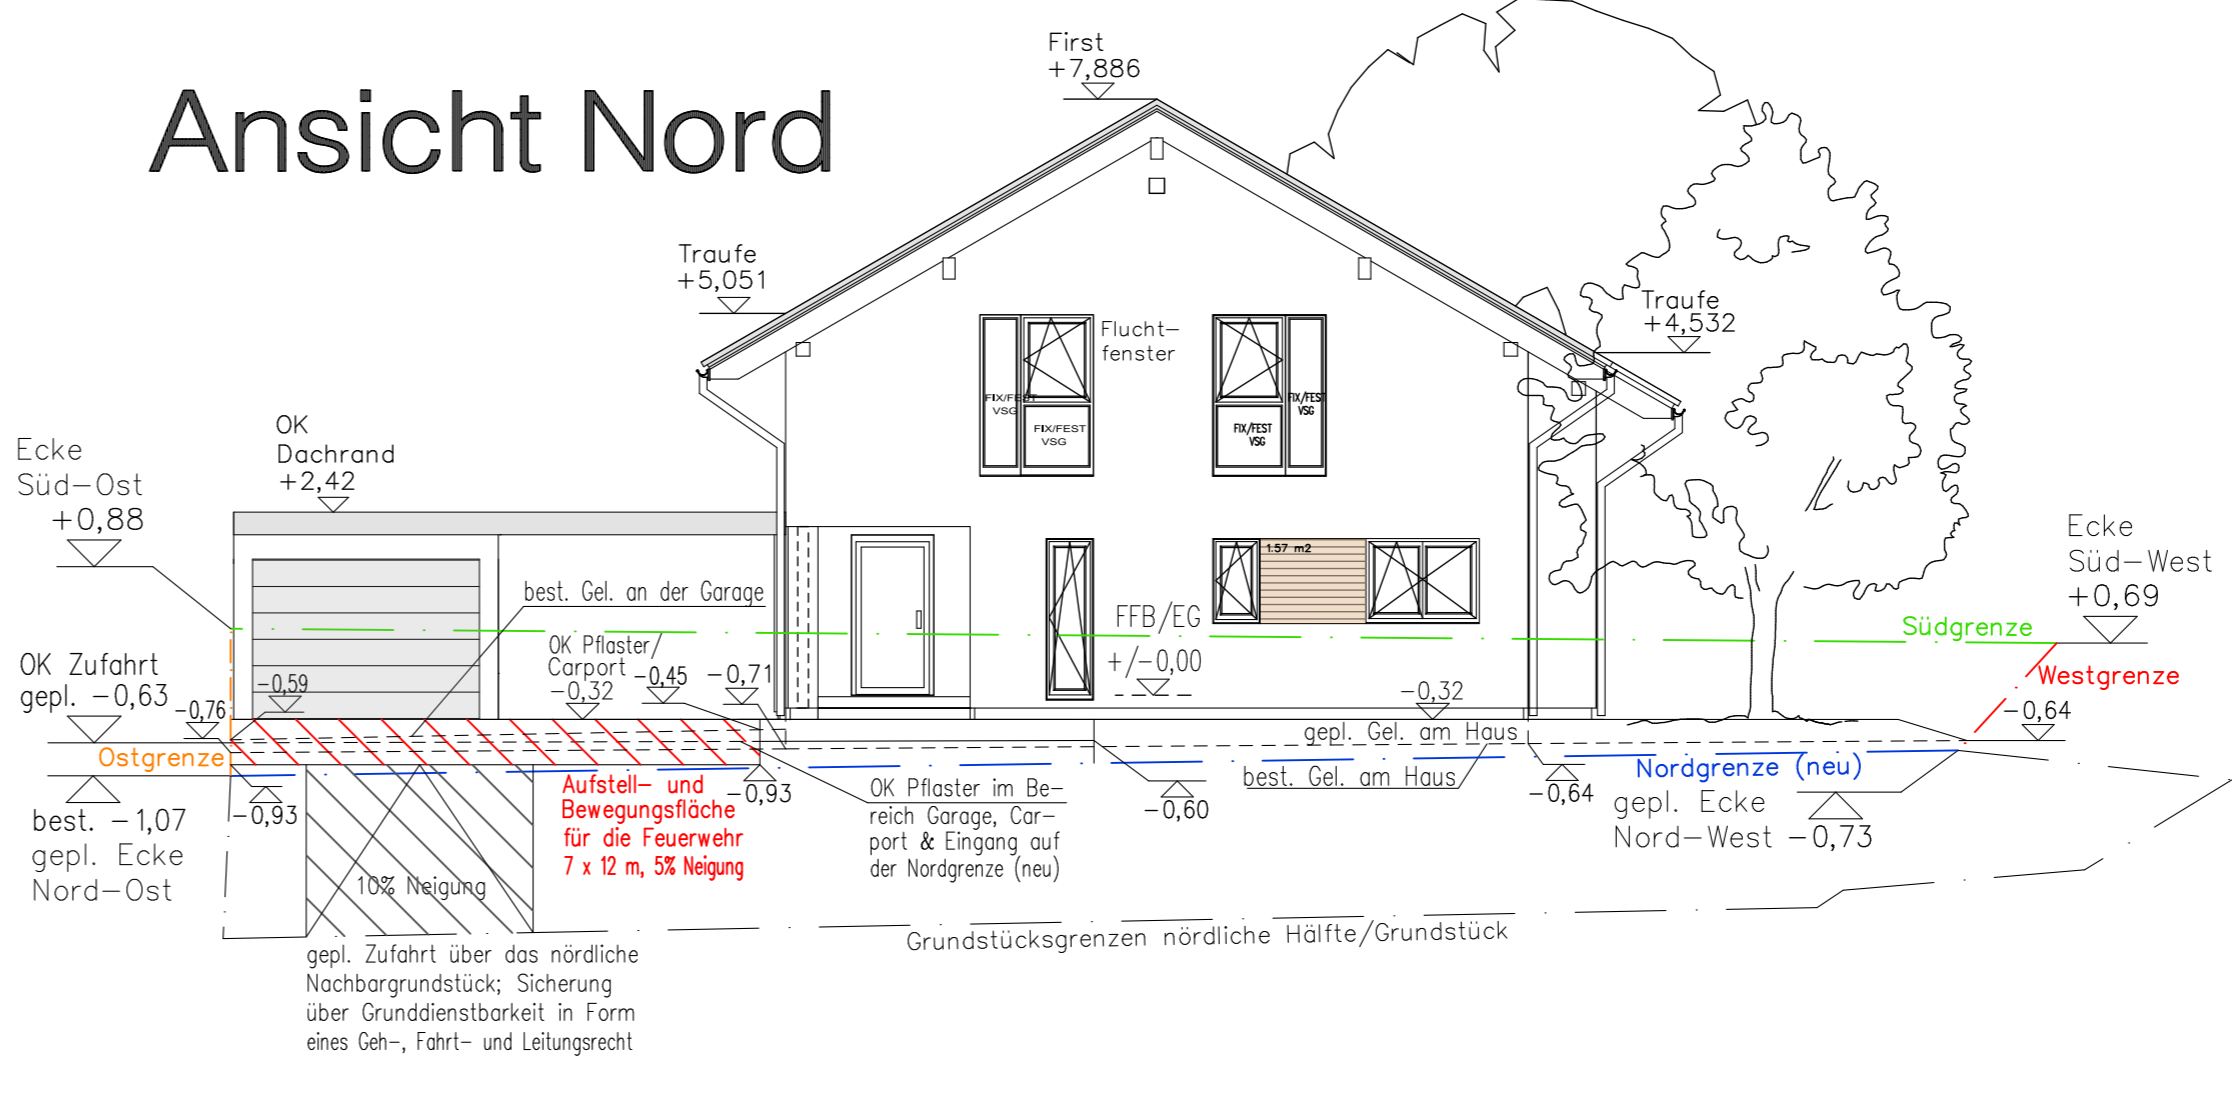 Ansicht Nord
First
+7,886
Traufe
+5,051
Traufe
+4,532
Flucht-
fenster
FIX/FEST
VSG
FIX/FEST
VSG
FIX/FEST
VSG
FIX/FEST
VSG
OK
Dachrand
+2,42
Ecke
Süd-Ost
+0,88
Ecke
Süd-West
+0,69
1.57 m2
best. Gel. an der Garage
FFB/EG
+/-0,00
Südgrenze
Westgrenze
OK Pflaster/
Carport
-0,32
-0,45
-0,71
OK Zufahrt
gepl. -0,63
-0,59
-0,76
-0,32
-0,64
gepl. Gel. am Haus
Ostgrenze
best. Gel. am Haus
Nordgrenze (neu)
best. -1,07
gepl. Ecke
Nord-Ost
-0,93
Aufstell- und
Bewegungsfläche
für die Feuerwehr
7 x 12 m, 5% Neigung
-0,93
OK Pflaster im Be-
reich Garage, Car-
port & Eingang auf
der Nordgrenze (neu)
-0,60
-0,64
gepl. Ecke
Nord-West -0,73
10% Neigung
Grundstücksgrenzen nördliche Hälfte/Grundstück
gepl. Zufahrt über das nördliche
Nachbargrundstück; Sicherung
über Grunddienstbarkeit in Form
eines Geh-, Fahrt- und Leitungsrecht